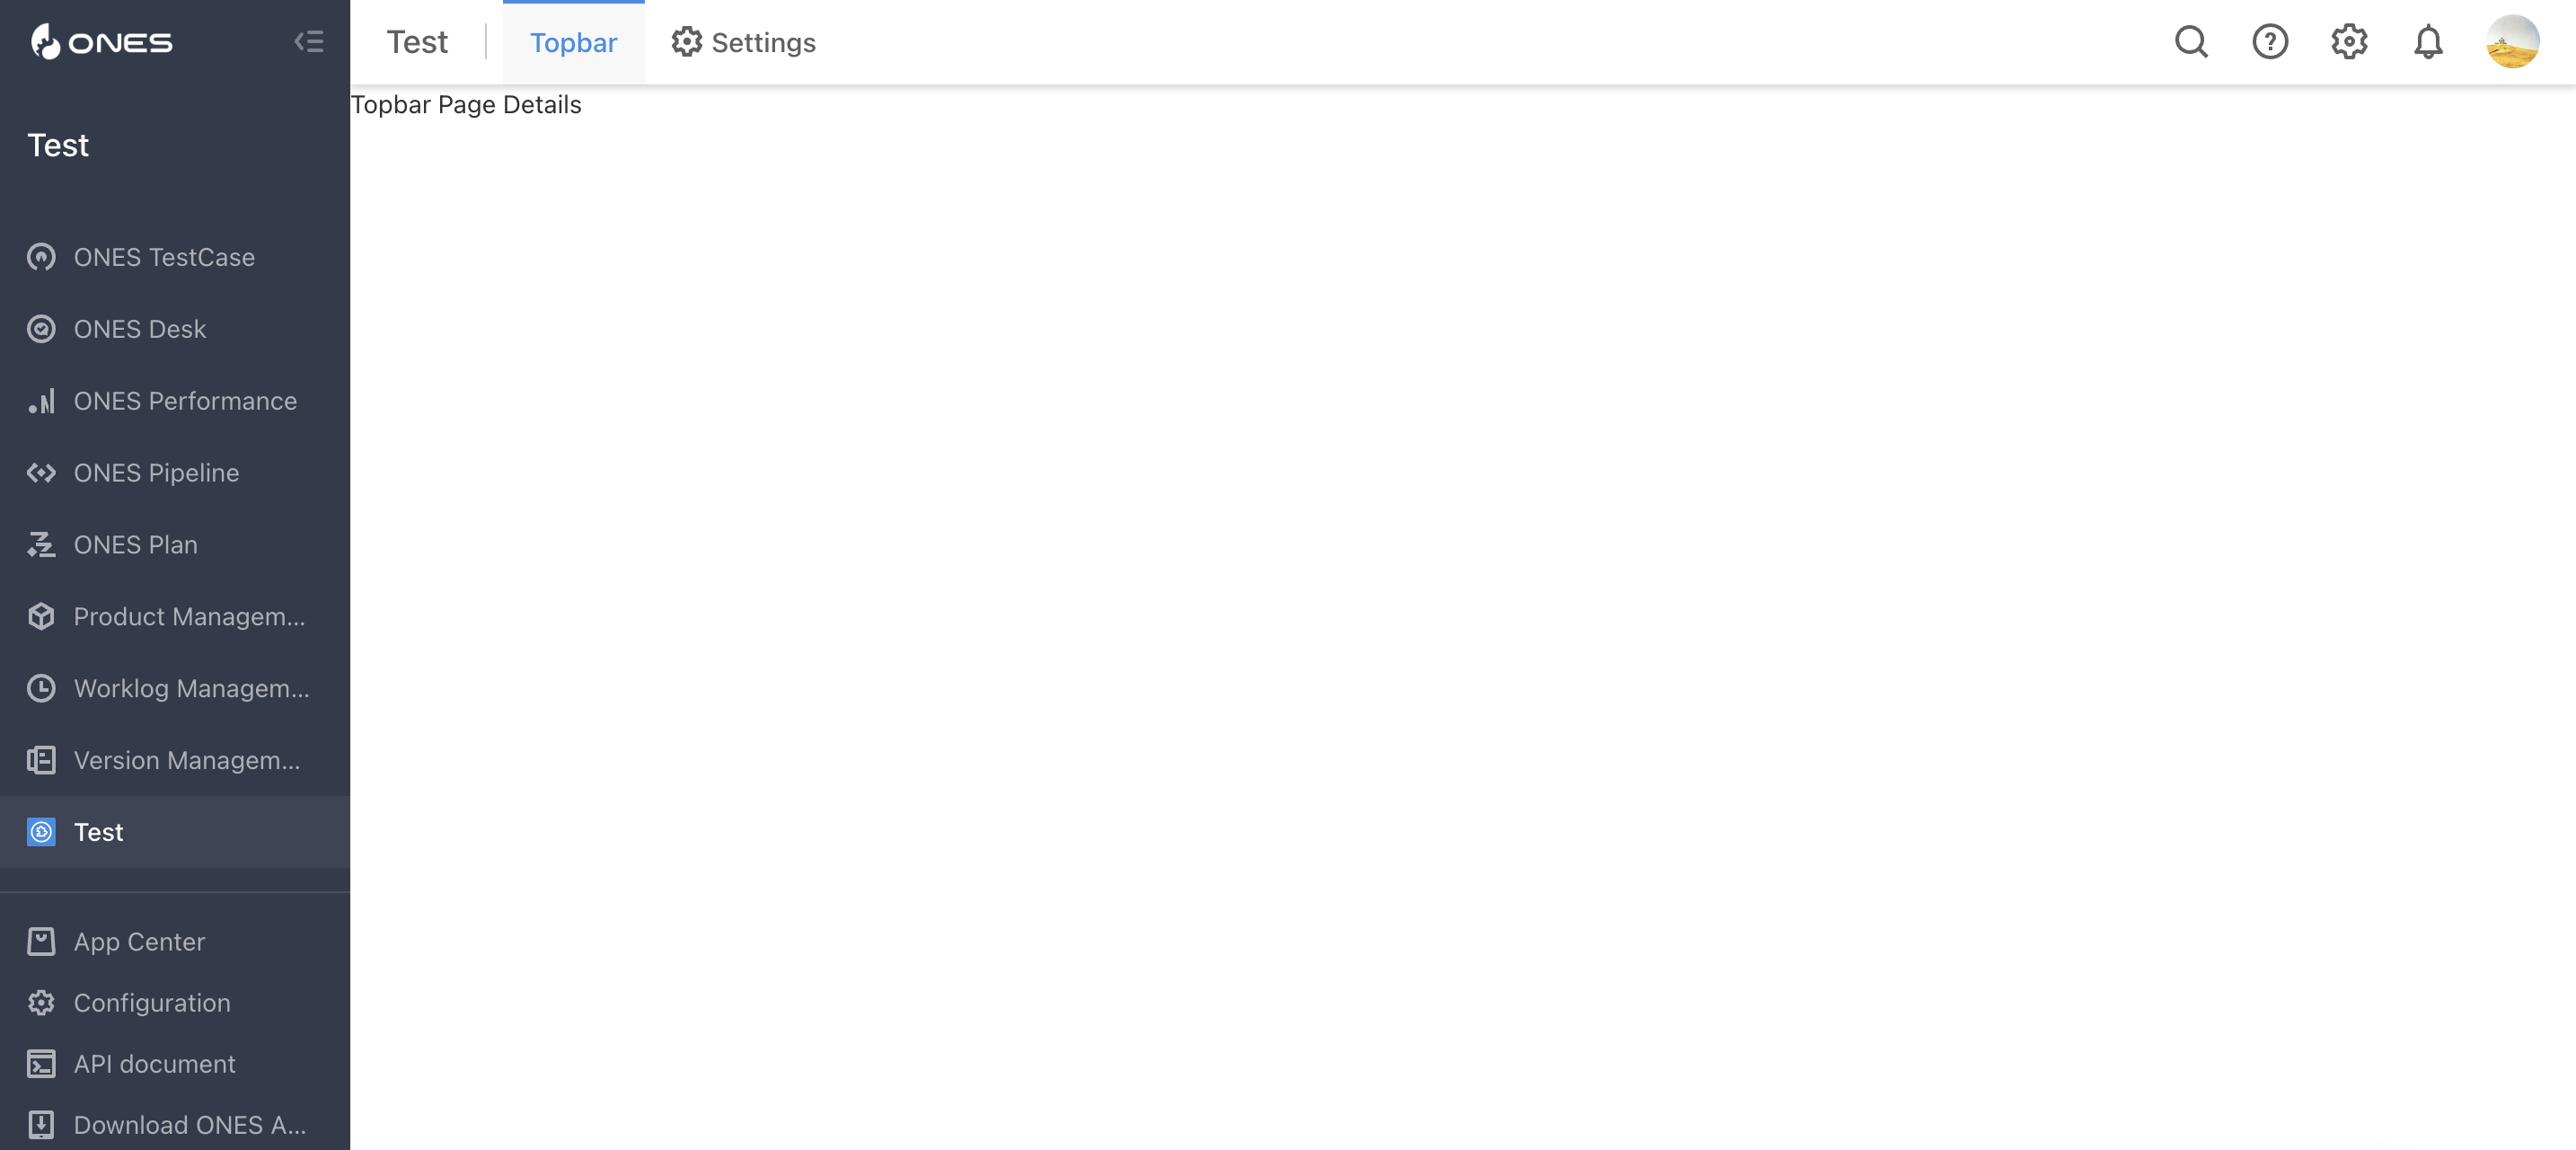 ONES
Test
ONES TestCase
ONES Desk
ONES Performance
ONES Pipeline
ONES Plan
Product Managem...
Worklog Managem...
Version Managem...
Test
App Center
Configuration
API document
Download ONES A...
Test
Topbar
Settings
Topbar Page Details